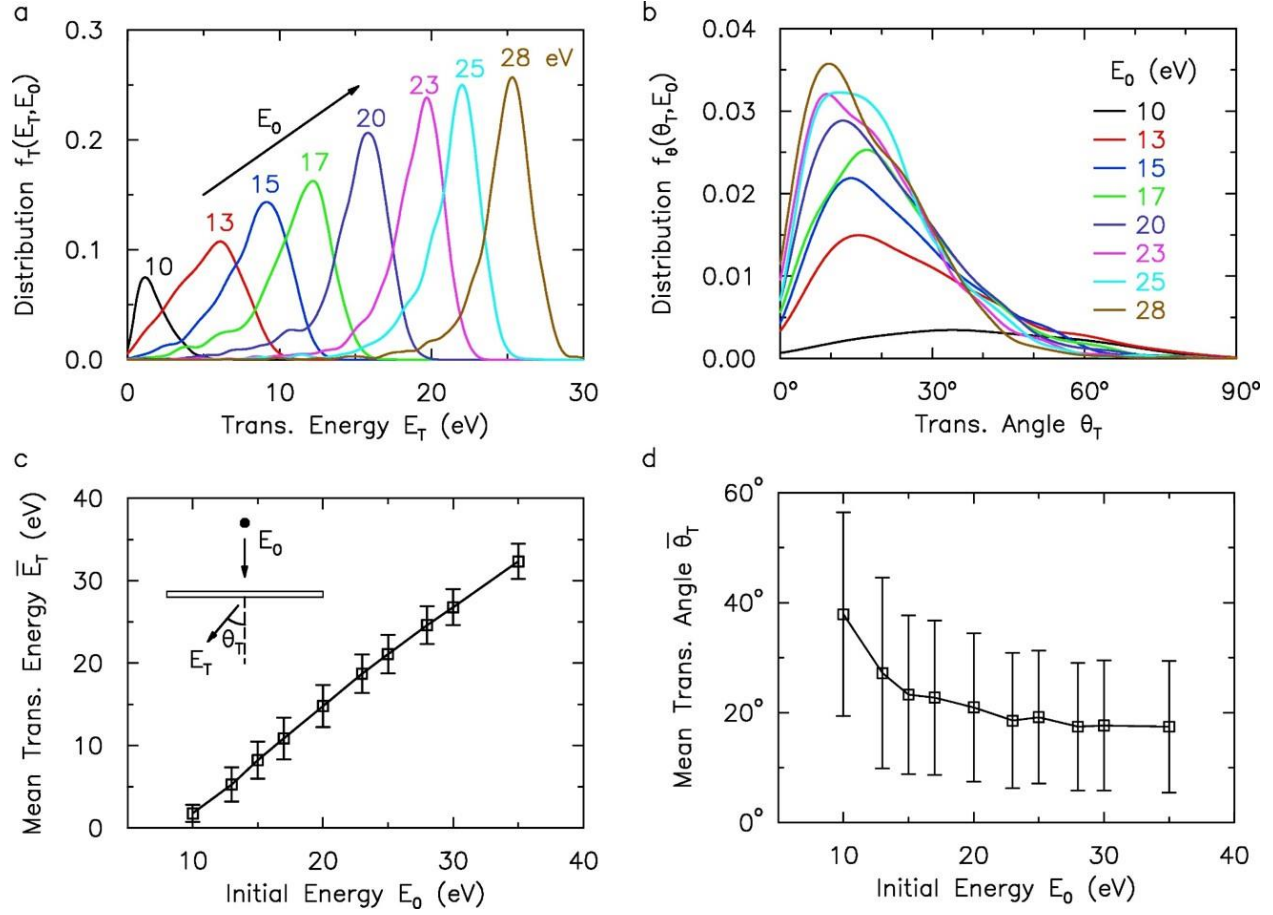 a
Distribution f_T(E_T,E_0)
0.3
0.2
0.1
0.0
E_0
10
13
15
17
20
23
25
28 eV
0
10
20
30
Trans. Energy E_T (eV)
b
Distribution f_θ(θ_T,E_0)
0.04
0.03
0.02
0.01
0.00
E_0 (eV)
10
13
15
17
20
23
25
28
0°
30°
60°
90°
Trans. Angle θ_T
c
Mean Trans. Energy E̅_T (eV)
40
30
20
10
0
E_0
θ_T
E_T
10
20
30
40
Initial Energy E_0 (eV)
d
Mean Trans. Angle θ̅_T
60°
40°
20°
0°
10
20
30
40
Initial Energy E_0 (eV)